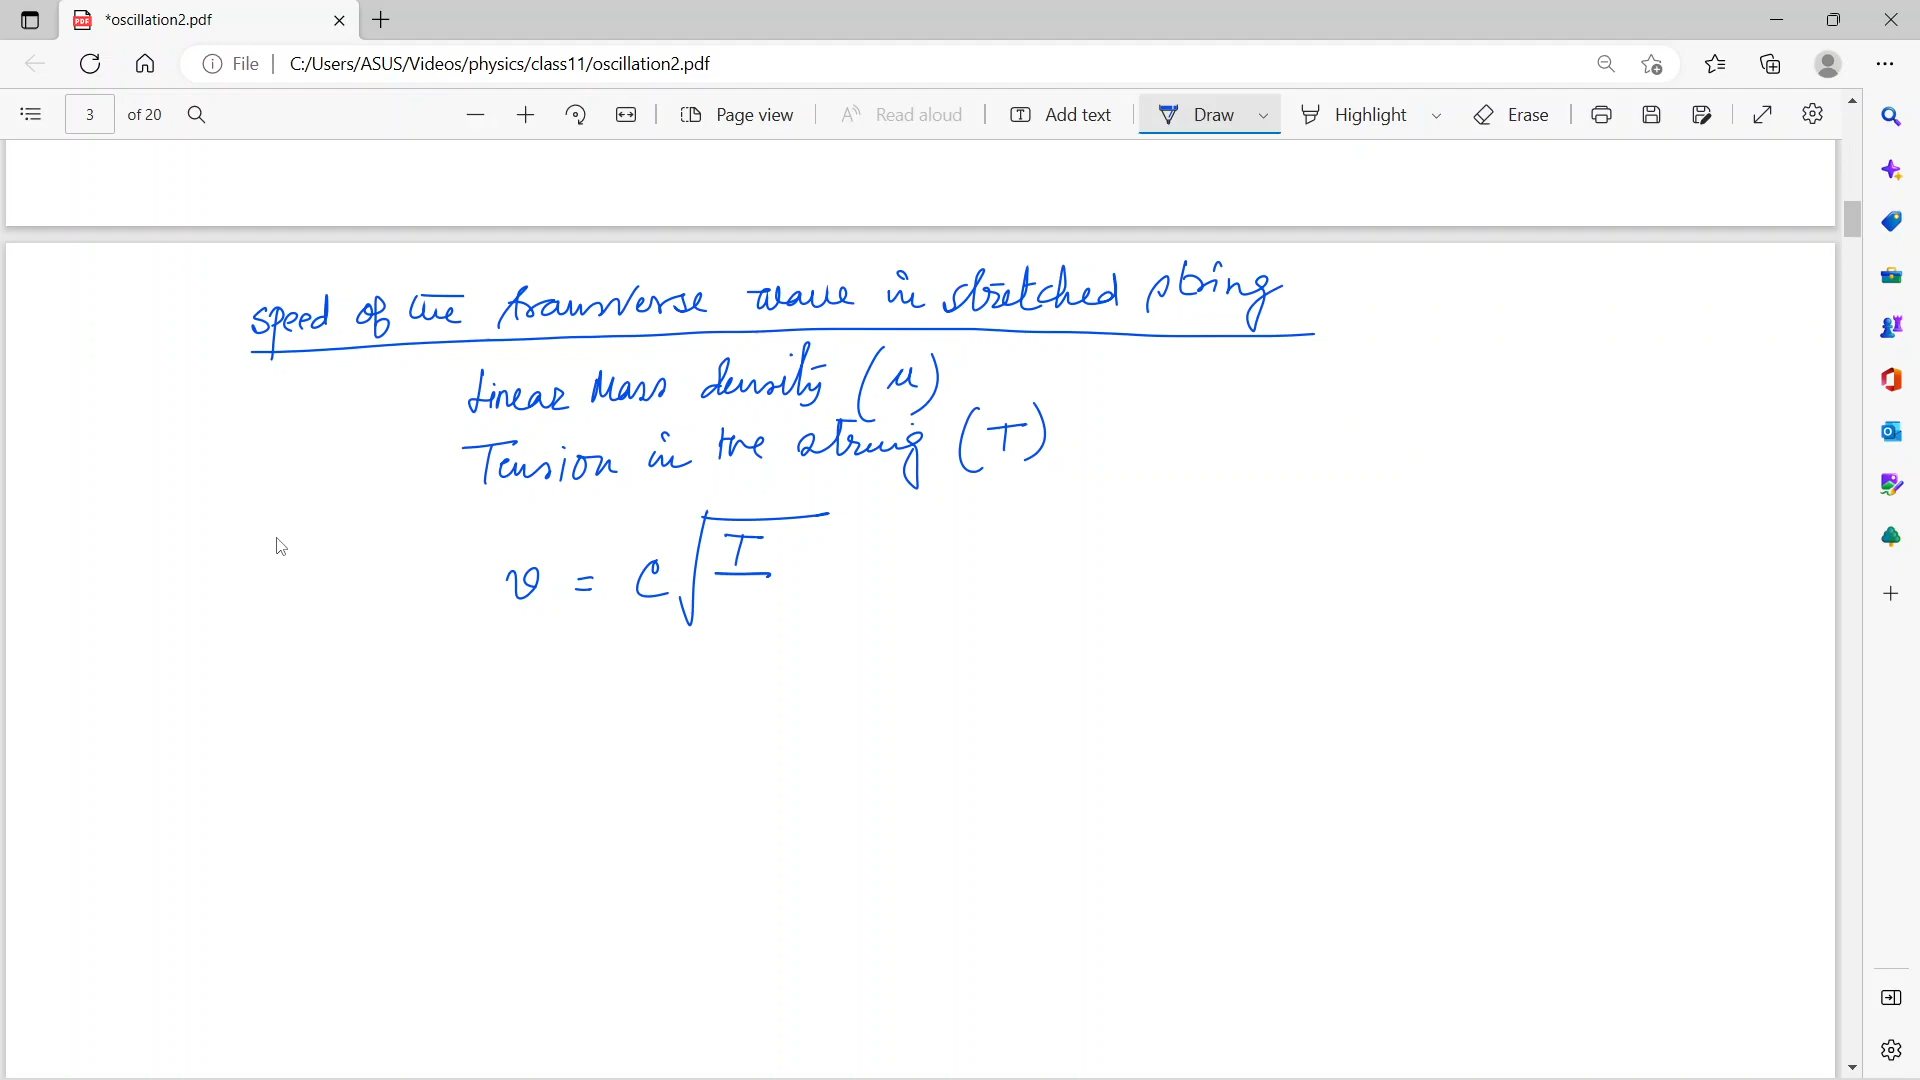 *oscillation2.pdf
File C:/Users/ASUS/Videos/physics/class11/oscillation2.pdf
3 of 20 Page view Read aloud Add text Draw Highlight Erase
speed of the transverse wave in stretched string
Linear Mass density (μ)
Tension in the string (T)
v = C√T